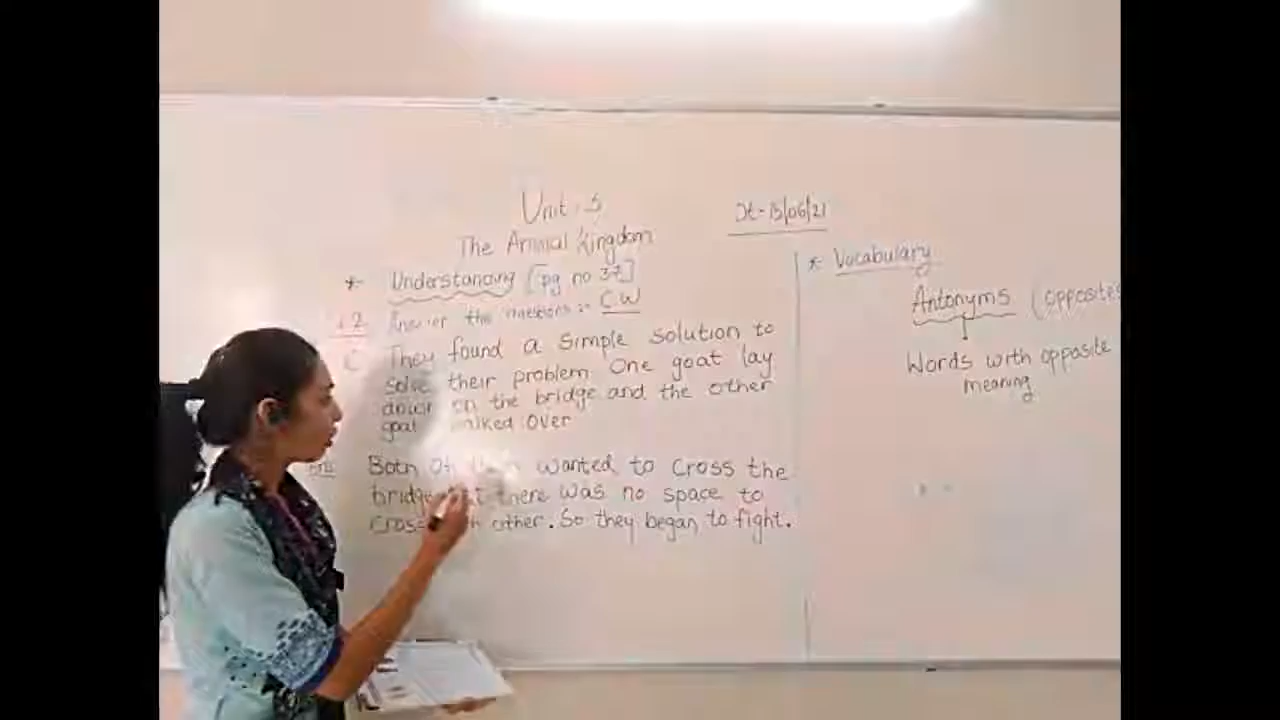 Unit : 3
Dt-15/06/21
The Animal Kingdom
* Understanding [pg no 37]
Answer the questions :- CW
C They found a simple solution to
solve their problem One goat lay
down on the bridge and the other
goat walked over
Both of them wanted to cross the
bridge but there was no space to
cross each other. So they began to fight.
* Vocabulary
Antonyms (opposites
Words with opposite
meaning